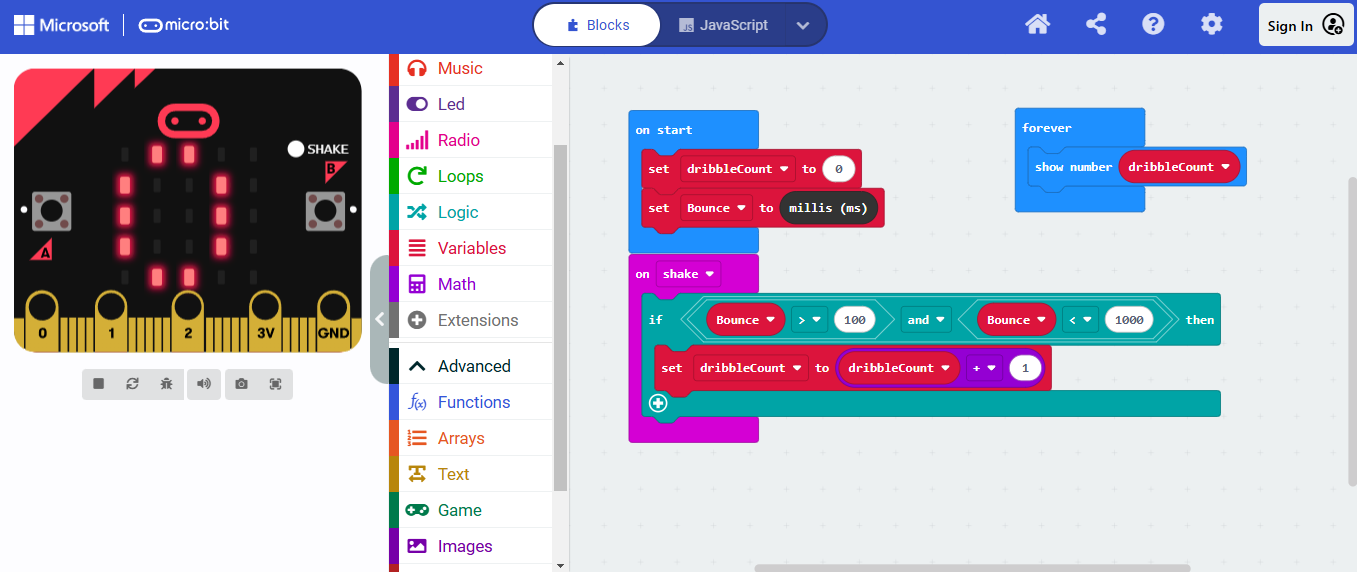 Microsoft micro:bit Blocks JS JavaScript Sign In
SHAKE
B
A
0 1 2 3V GND
Music
Led
Radio
Loops
Logic
Variables
Math
Extensions
Advanced
f(x) Functions
Arrays
Text
Game
Images
on start
set dribbleCount to 0
set Bounce to millis (ms)
on shake
if Bounce > 100 and Bounce < 1000 then
set dribbleCount to dribbleCount + 1
forever
show number dribbleCount